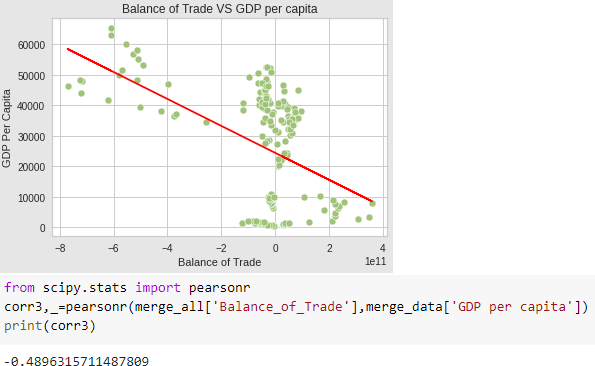 Balance of Trade VS GDP per capita
GDP Per Capita
60000
50000
40000
30000
20000
10000
0
−8 −6 −4 −2 0 2 4
1e11
Balance of Trade
from scipy.stats import pearsonr
corr3,_=pearsonr(merge_all['Balance_of_Trade'],merge_data['GDP per capita'])
print(corr3)
-0.4896315711487809